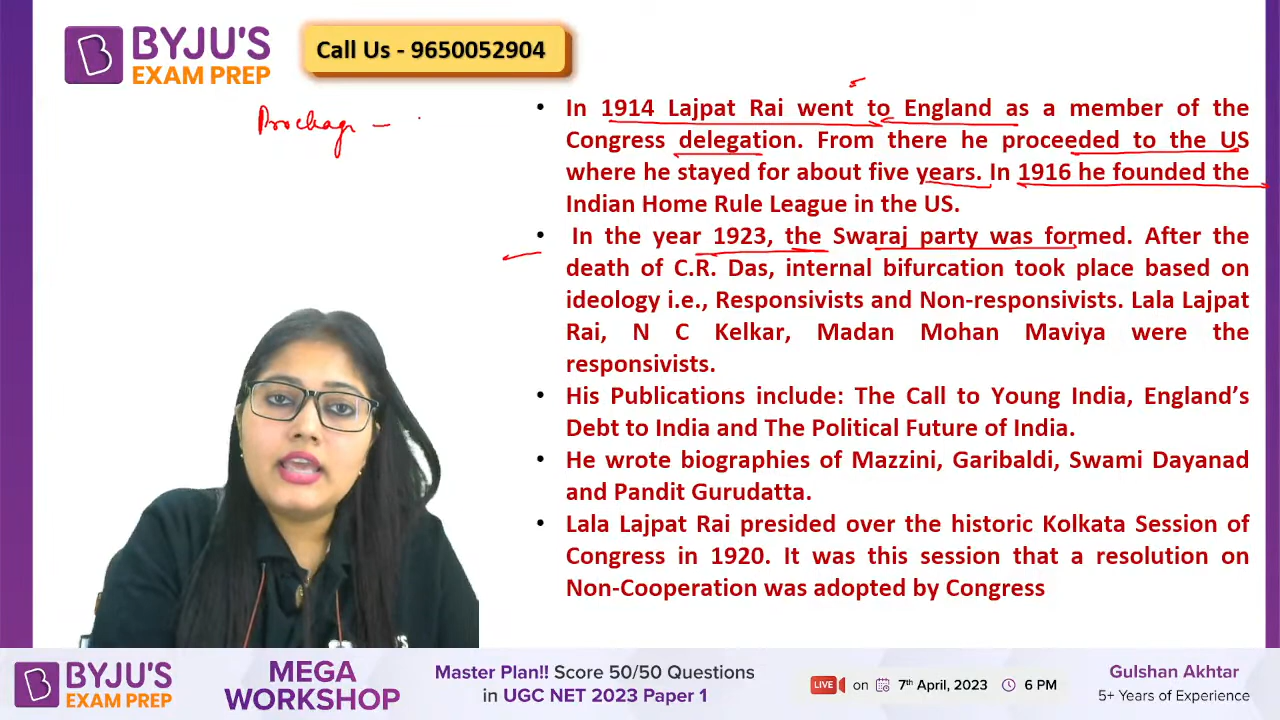 BYJU'S
EXAM PREP
Call Us - 9650052904
• In 1914 Lajpat Rai went to England as a member of the
Congress delegation. From there he proceeded to the US
where he stayed for about five years. In 1916 he founded the
Indian Home Rule League in the US.
• In the year 1923, the Swaraj party was formed. After the
death of C.R. Das, internal bifurcation took place based on
ideology i.e., Responsivists and Non-responsivists. Lala Lajpat
Rai, N C Kelkar, Madan Mohan Maviya were the
responsivists.
• His Publications include: The Call to Young India, England’s
Debt to India and The Political Future of India.
• He wrote biographies of Mazzini, Garibaldi, Swami Dayanad
and Pandit Gurudatta.
• Lala Lajpat Rai presided over the historic Kolkata Session of
Congress in 1920. It was this session that a resolution on
Non-Cooperation was adopted by Congress
BYJU'S
EXAM PREP
MEGA
WORKSHOP
Master Plan!! Score 50/50 Questions
in UGC NET 2023 Paper 1
LIVE on 7th April, 2023 6 PM
Gulshan Akhtar
5+ Years of Experience